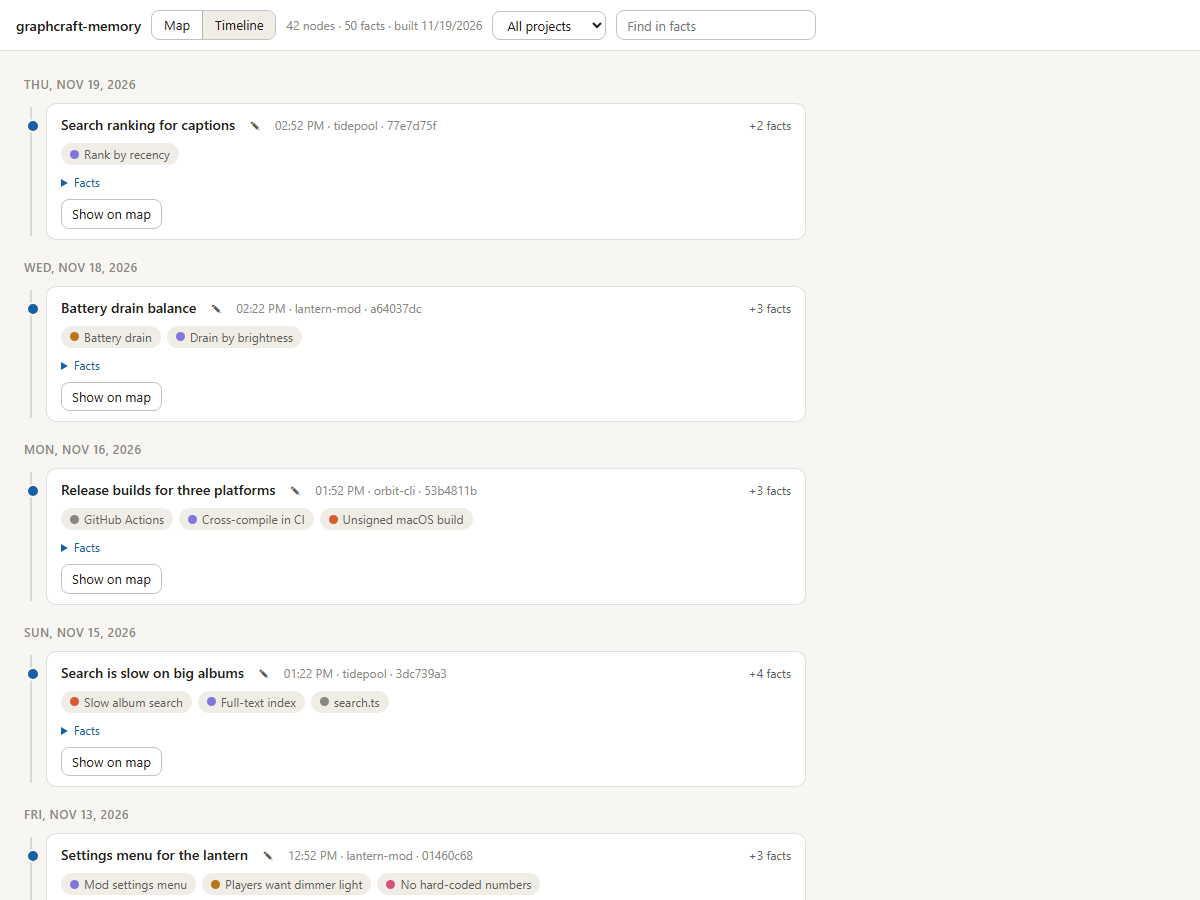 graphcraft-memory Map Timeline 42 nodes · 50 facts · built 11/19/2026 All projects Find in facts
THU, NOV 19, 2026
Search ranking for captions 02:52 PM · tidepool · 77e7d75f +2 facts
Rank by recency
Facts
Show on map
WED, NOV 18, 2026
Battery drain balance 02:22 PM · lantern-mod · a64037dc +3 facts
Battery drain Drain by brightness
Facts
Show on map
MON, NOV 16, 2026
Release builds for three platforms 01:52 PM · orbit-cli · 53b4811b +3 facts
GitHub Actions Cross-compile in CI Unsigned macOS build
Facts
Show on map
SUN, NOV 15, 2026
Search is slow on big albums 01:22 PM · tidepool · 3dc739a3 +4 facts
Slow album search Full-text index search.ts
Facts
Show on map
FRI, NOV 13, 2026
Settings menu for the lantern 12:52 PM · lantern-mod · 01460c68 +3 facts
Mod settings menu Players want dimmer light No hard-coded numbers